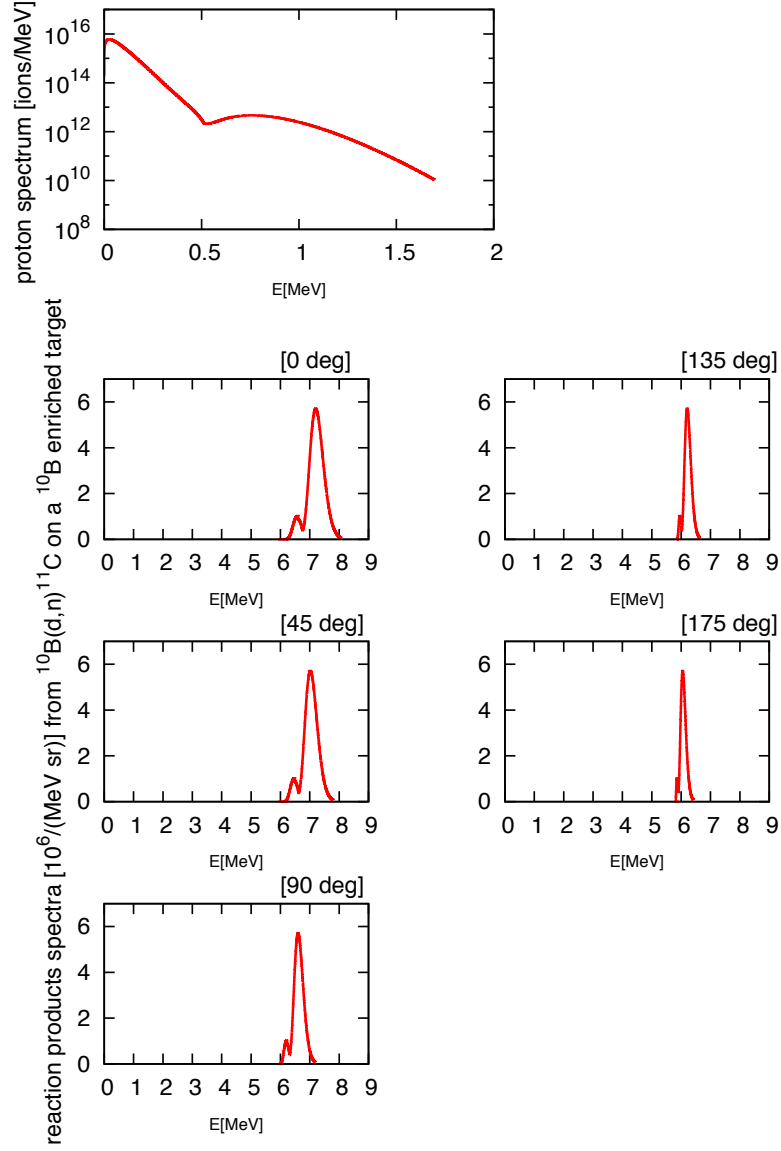 proton spectrum [ions/MeV]
10^16
10^14
10^12
10^10
10^8
0 0.5 1 1.5 2
E[MeV]
reaction products spectra [10^6/(MeV sr)] from ^10B(d,n)^11C on a ^10B enriched target
[0 deg]
6
4
2
0
0 1 2 3 4 5 6 7 8 9
E[MeV]
[135 deg]
6
4
2
0
0 1 2 3 4 5 6 7 8 9
E[MeV]
[45 deg]
6
4
2
0
0 1 2 3 4 5 6 7 8 9
E[MeV]
[175 deg]
6
4
2
0
0 1 2 3 4 5 6 7 8 9
E[MeV]
[90 deg]
6
4
2
0
0 1 2 3 4 5 6 7 8 9
E[MeV]